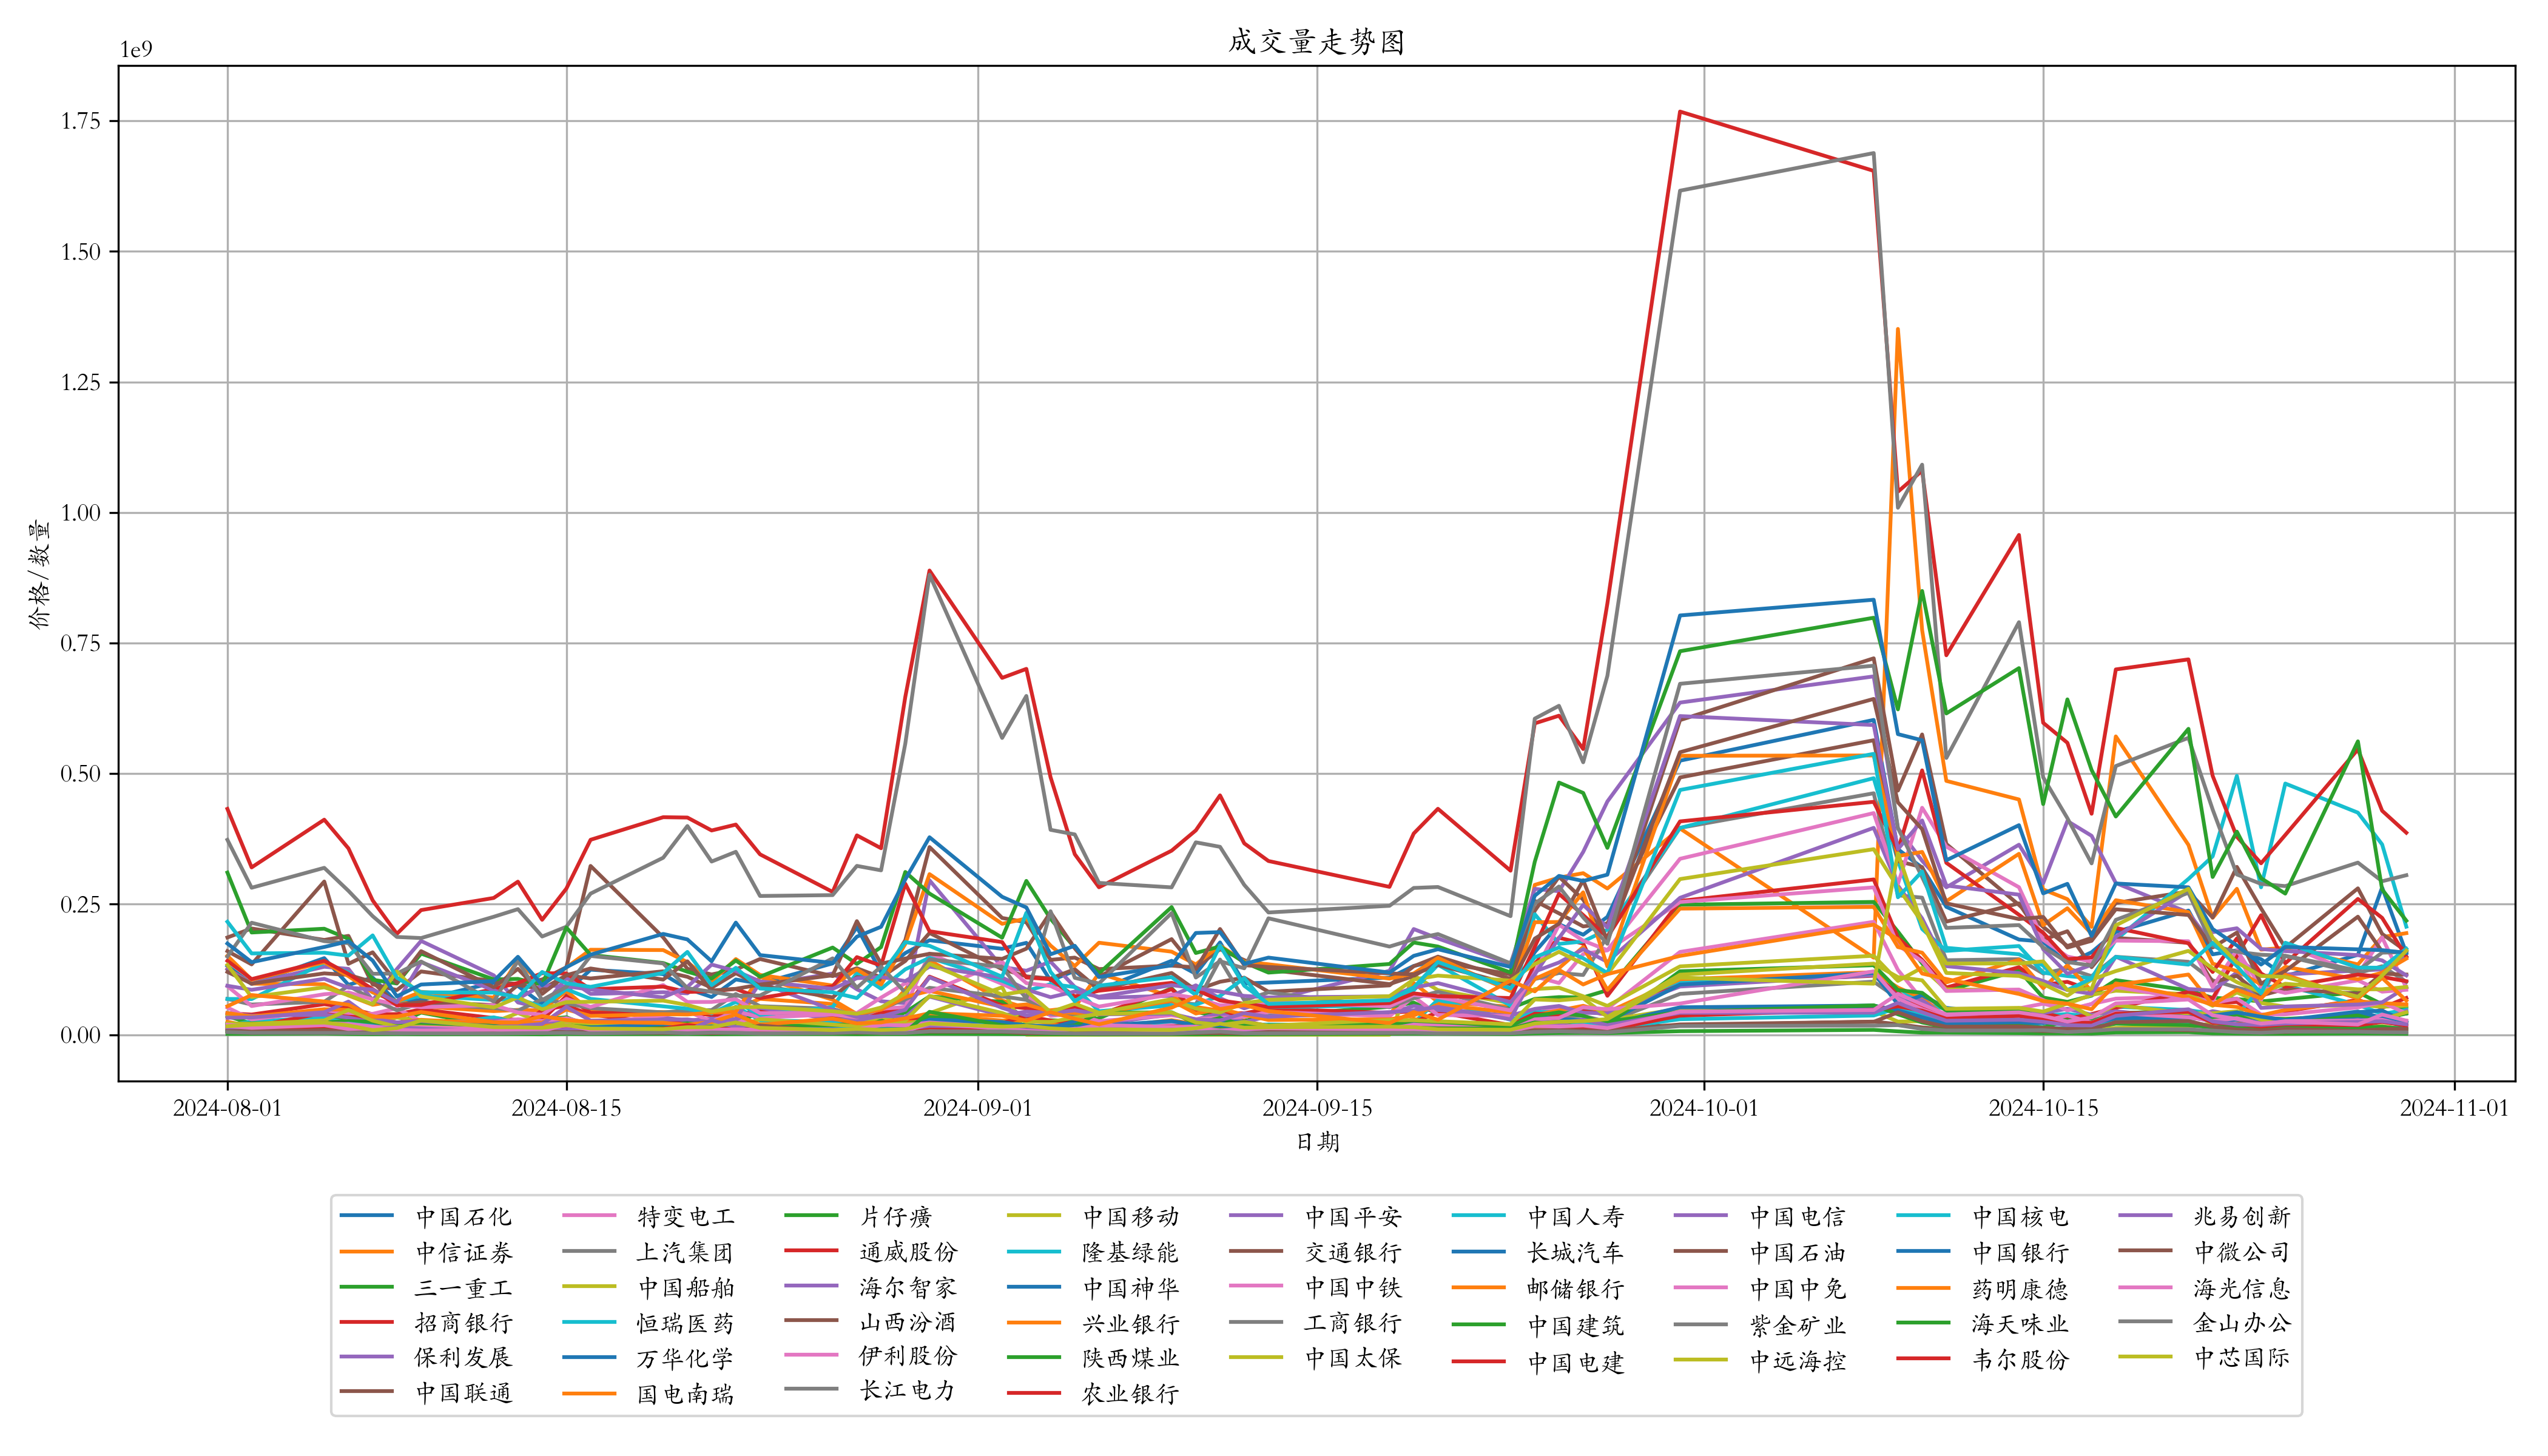 成交量走势图
1e9
1.75
1.50
1.25
1.00
0.75
0.50
0.25
0.00
价格/数量
2024-08-01 2024-08-15 2024-09-01 2024-09-15 2024-10-01 2024-10-15 2024-11-01
日期
中国石化 特变电工 片仔癀 中国移动 中国平安 中国人寿 中国电信 中国核电 兆易创新
中信证券 上汽集团 通威股份 隆基绿能 交通银行 长城汽车 中国石油 中国银行 中微公司
三一重工 中国船舶 海尔智家 中国神华 中国中铁 邮储银行 中国中免 药明康德 海光信息
招商银行 恒瑞医药 山西汾酒 兴业银行 工商银行 中国建筑 紫金矿业 海天味业 金山办公
保利发展 万华化学 伊利股份 陕西煤业 中国太保 中国电建 中远海控 韦尔股份 中芯国际
中国联通 国电南瑞 长江电力 农业银行